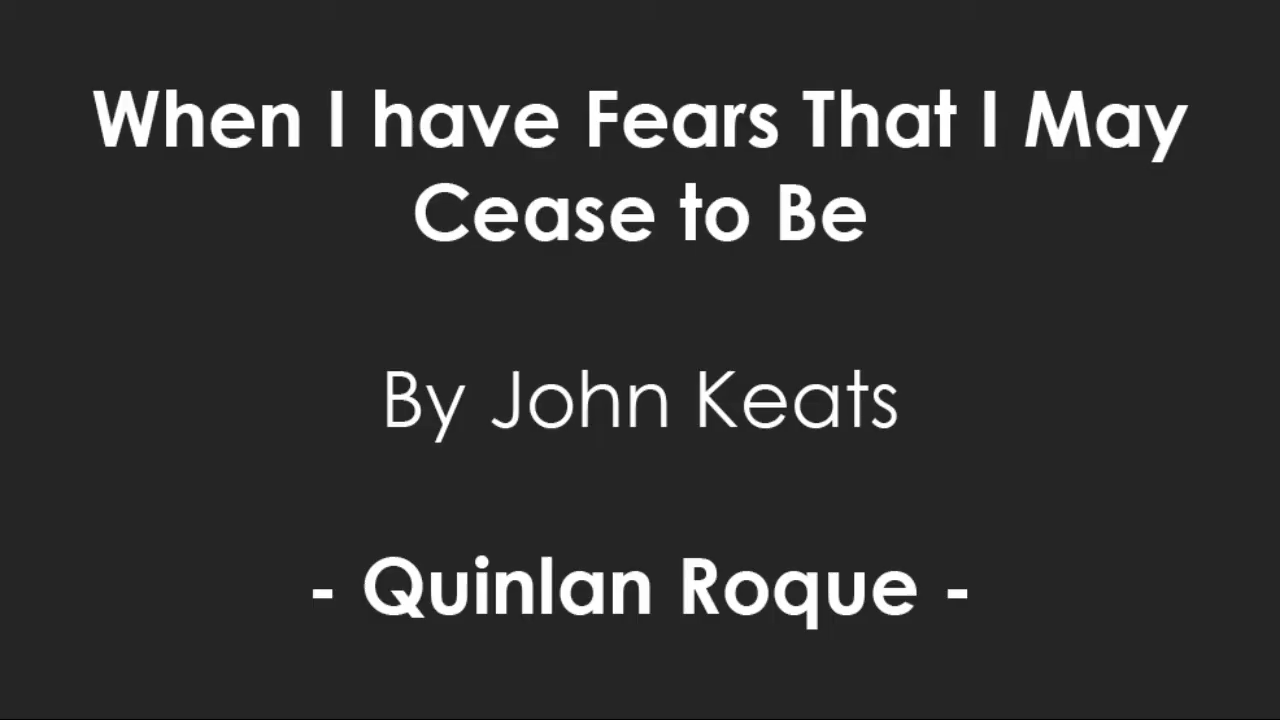 When I have Fears That I May
Cease to Be
By John Keats
- Quinlan Roque -